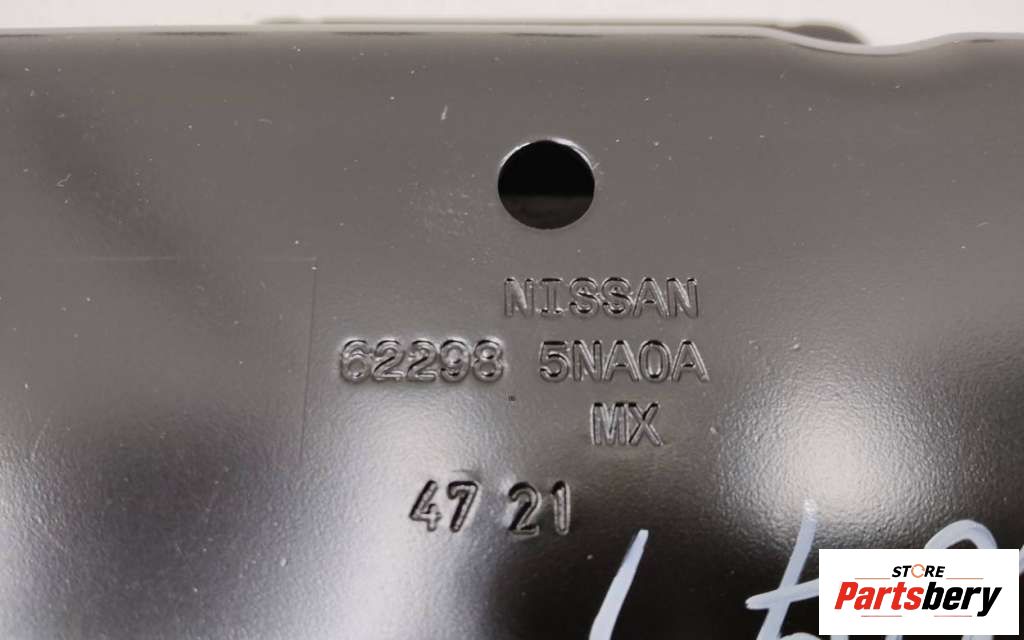 NISSAN
62298 5NA0A
MX
47 21
STORE
Partsbery